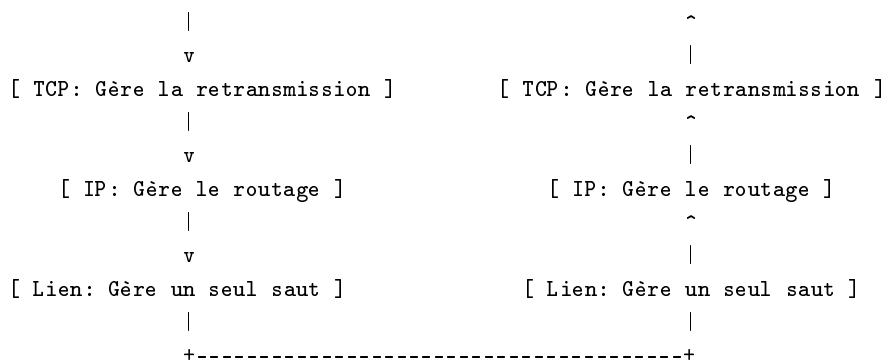 |                                       ^
v                                       |
[ TCP: Gère la retransmission ]        [ TCP: Gère la retransmission ]
|                                       ^
v                                       |
[ IP: Gère le routage ]                [ IP: Gère le routage ]
|                                       ^
v                                       |
[ Lien: Gère un seul saut ]              [ Lien: Gère un seul saut ]
|                                       |
+---------------------------------------+